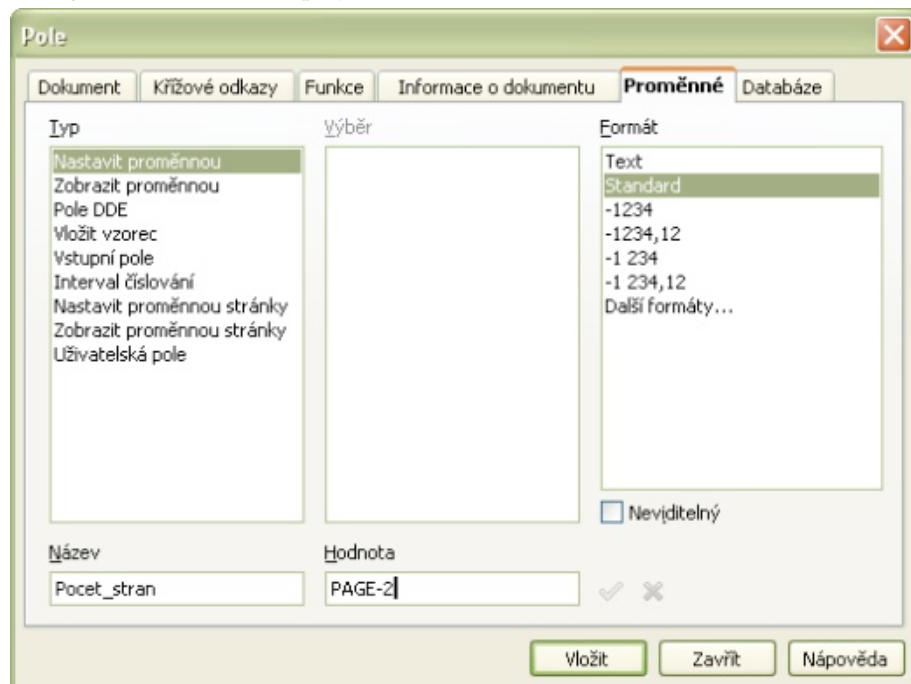 Pole
Dokument Křížové odkazy Funkce Informace o dokumentu Proměnné Databáze
Typ
Nastavit proměnnou
Zobrazit proměnnou
Pole DDE
Vložit vzorec
Vstupní pole
Interval číslování
Nastavit proměnnou stránky
Zobrazit proměnnou stránky
Uživatelská pole
Výběr
Formát
Text
Standard
-1234
-1234,12
-1 234
-1 234,12
Další formáty...
Neviditelný
Název
Pocet_stran
Hodnota
PAGE-2
Vložit Zavřít Nápověda